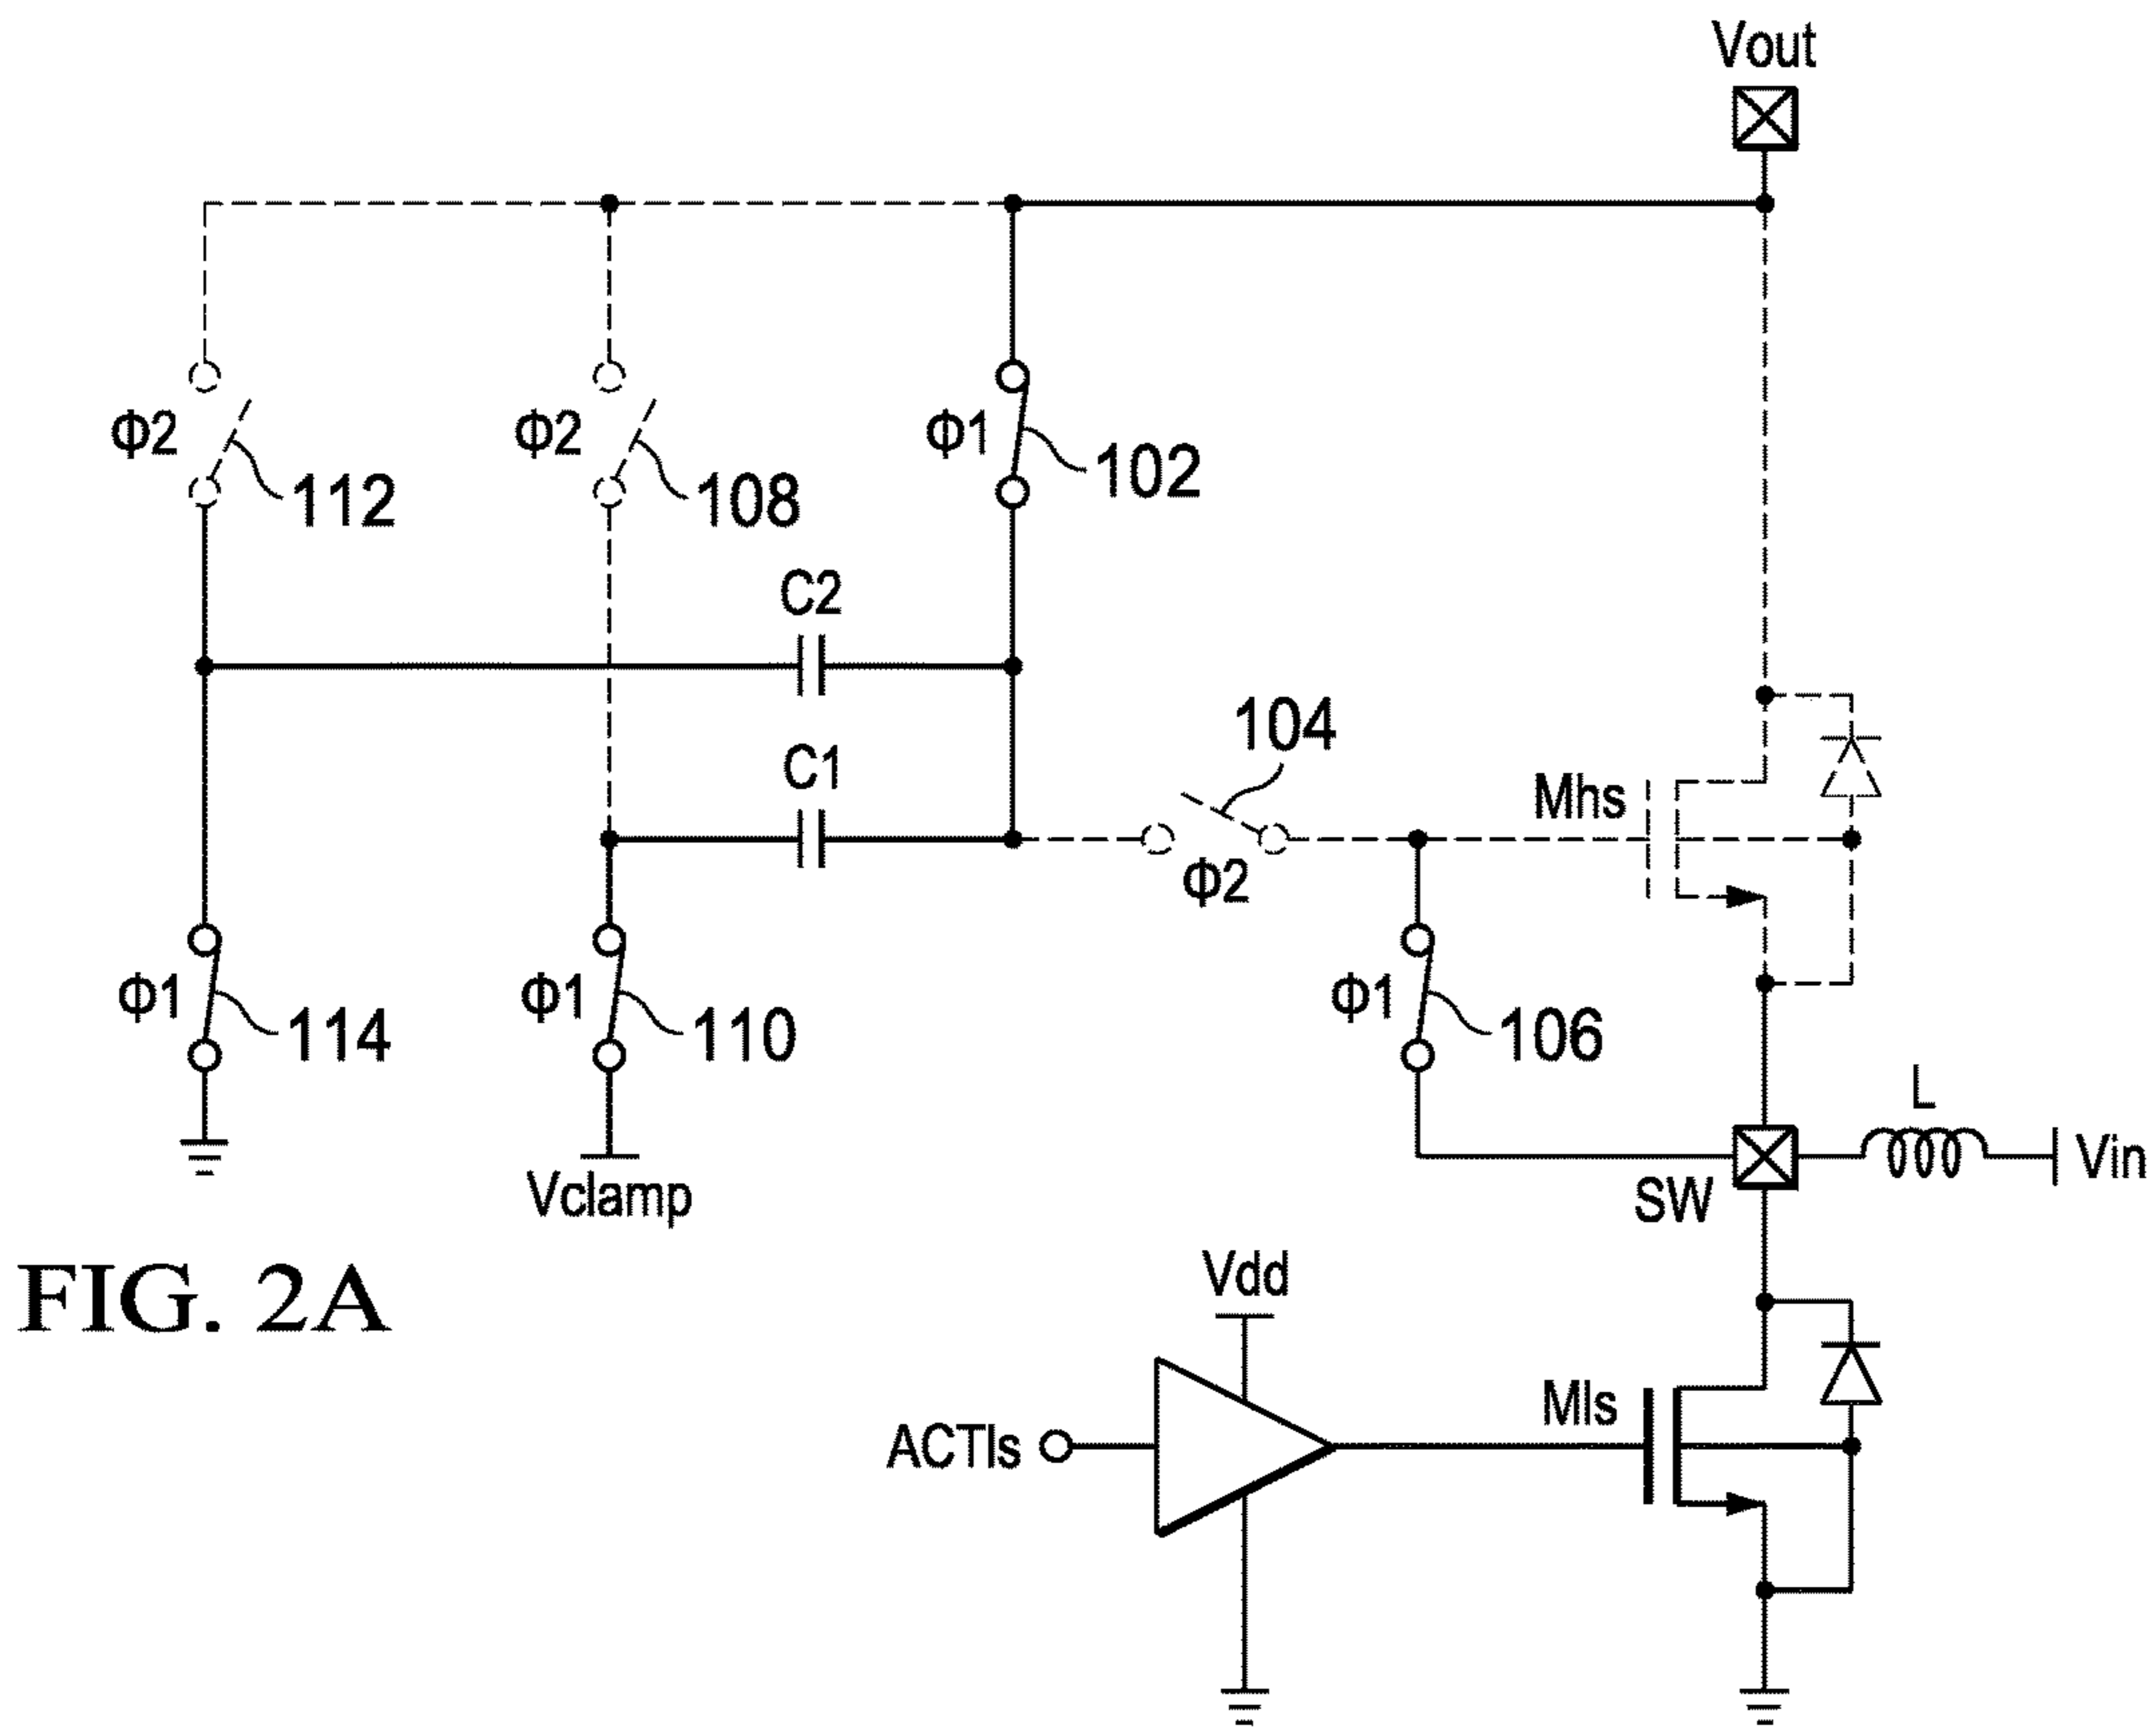 Vout
Φ2
112
Φ2
108
Φ1
102
C2
C1
104
Φ2
Mhs
Φ1
114
Φ1
110
Φ1
106
L
Vin
SW
Vclamp
FIG. 2A
Vdd
ACTls
Mls